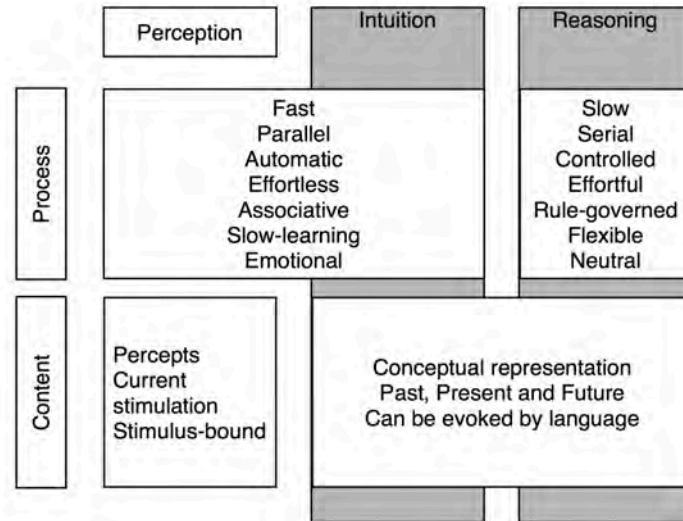 Perception
Intuition
Reasoning
Process
Fast
Parallel
Automatic
Effortless
Associative
Slow-learning
Emotional
Slow
Serial
Controlled
Effortful
Rule-governed
Flexible
Neutral
Content
Percepts
Current
stimulation
Stimulus-bound
Conceptual representation
Past, Present and Future
Can be evoked by language